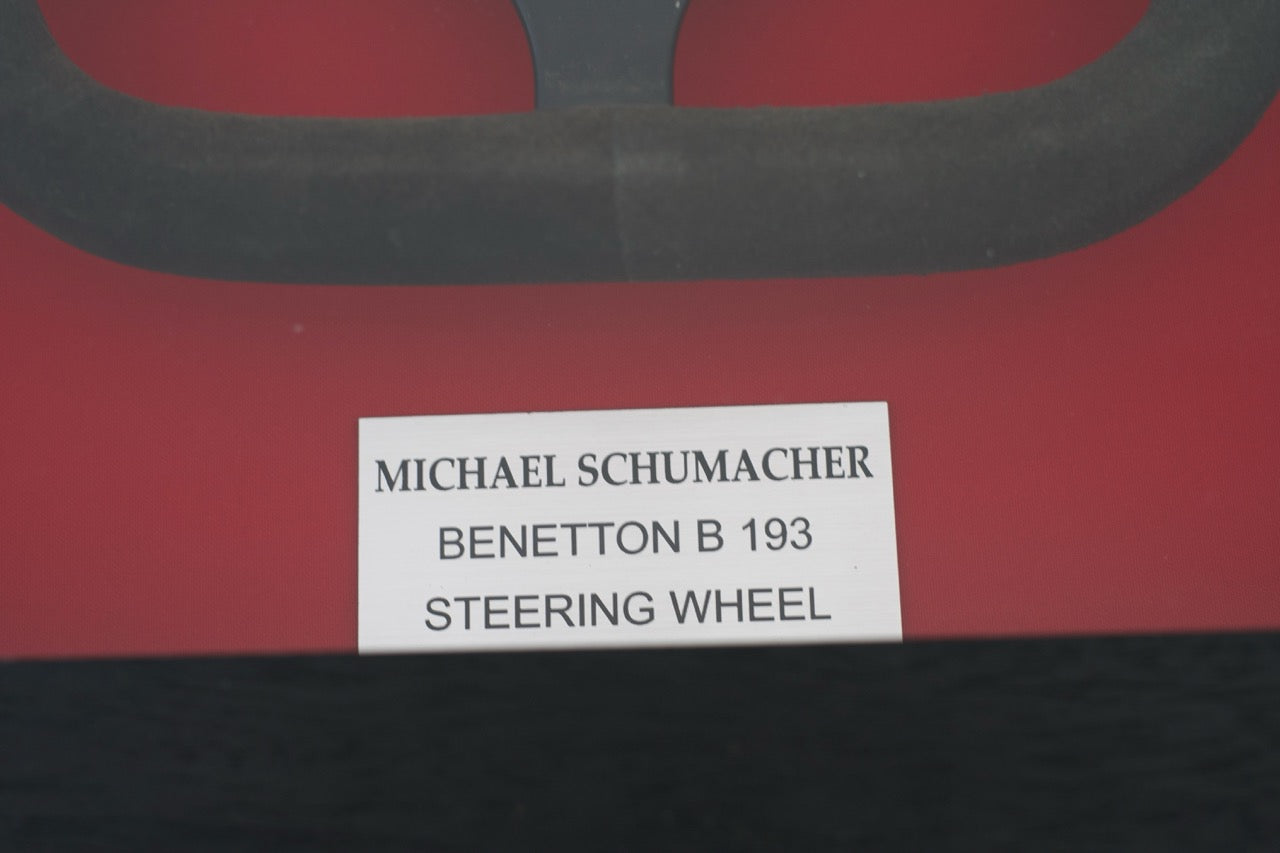 MICHAEL SCHUMACHER
BENETTON B 193
STEERING WHEEL